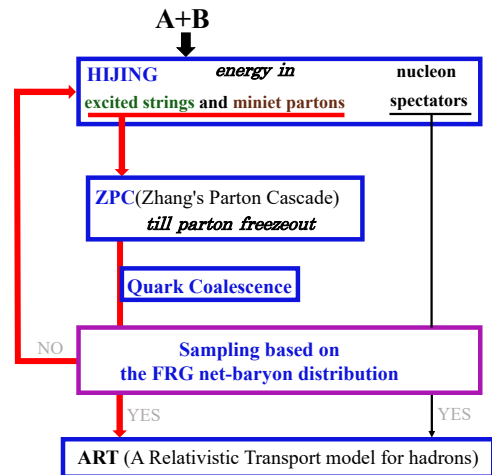 A+B
HIJING energy in nucleon
excited strings and miniet partons spectators
ZPC(Zhang's Parton Cascade)
till parton freezeout
Quark Coalescence
NO
Sampling based on
the FRG net-baryon distribution
YES YES
ART (A Relativistic Transport model for hadrons)